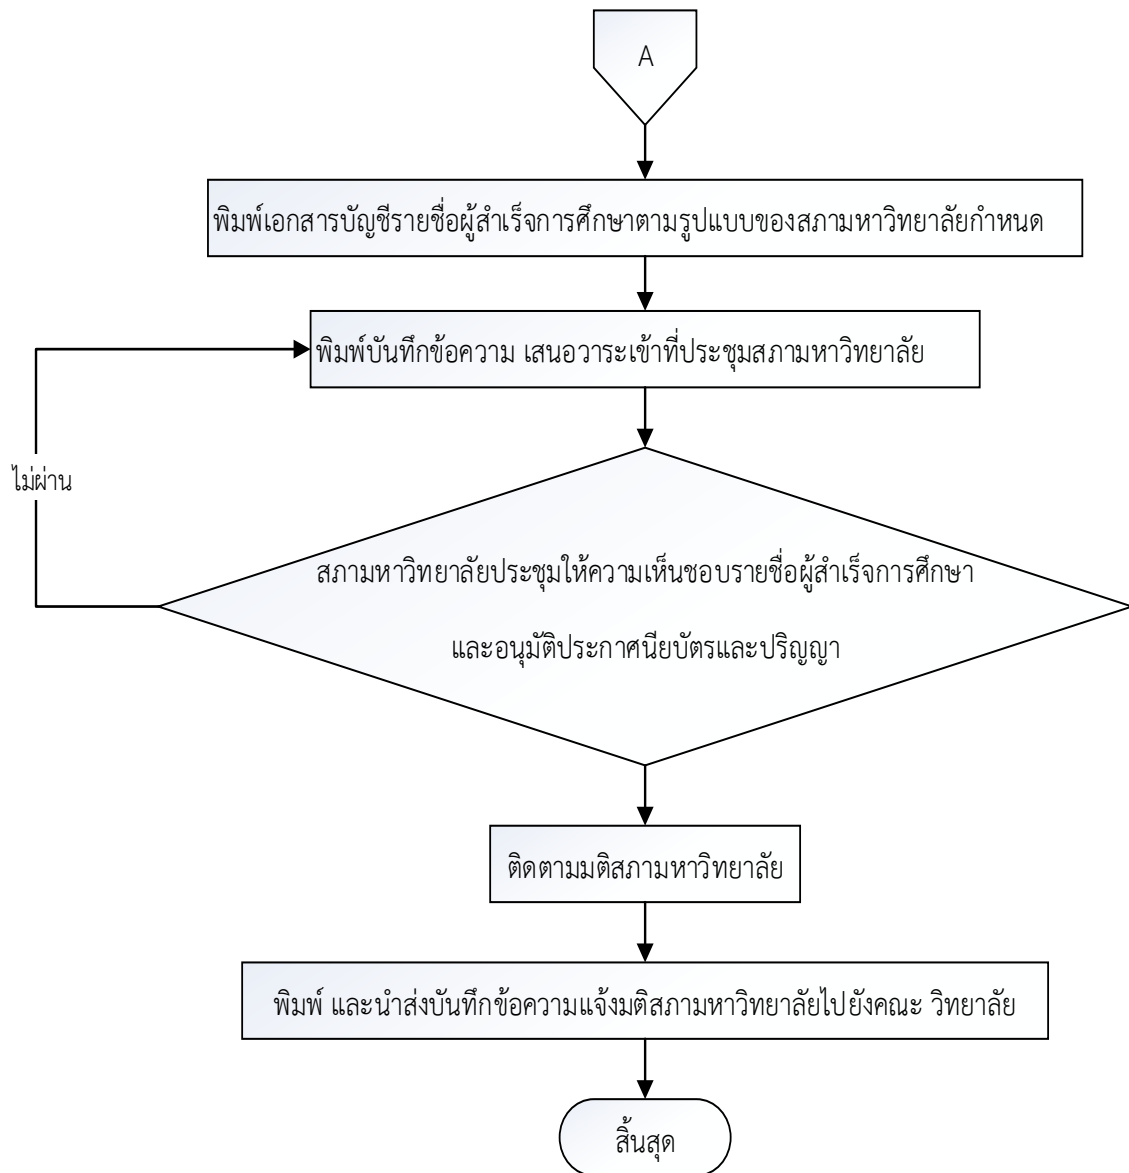 A
พิมพ์เอกสารบัญชีรายชื่อผู้สำเร็จการศึกษาตามรูปแบบของสภามหาวิทยาลัยกำหนด
พิมพ์บันทึกข้อความ เสนอวาระเข้าที่ประชุมสภามหาวิทยาลัย
ไม่ผ่าน
สภามหาวิทยาลัยประชุมให้ความเห็นชอบรายชื่อผู้สำเร็จการศึกษา
และอนุมัติประกาศนียบัตรและปริญญา
ติดตามมติสภามหาวิทยาลัย
พิมพ์ และนำส่งบันทึกข้อความแจ้งมติสภามหาวิทยาลัยไปยังคณะ วิทยาลัย
สิ้นสุด